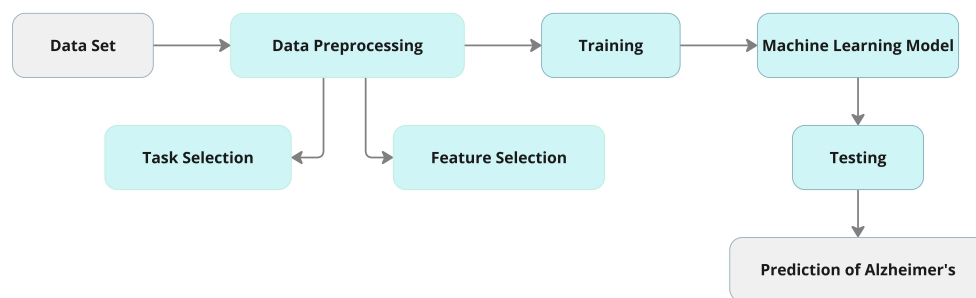 Data Set
Data Preprocessing
Training
Machine Learning Model
Task Selection
Feature Selection
Testing
Prediction of Alzheimer's